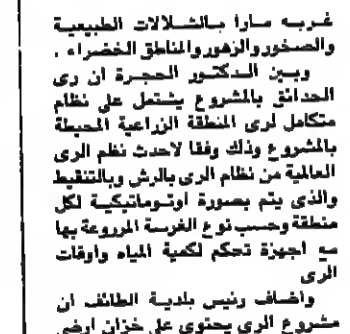 غربه مارا بالشلالات الطبيعية
والصخور والزهور والمناطق الخضراء .
وبين الدكتور الحجرة ان رى
الحدائق بالمشروع يشتمل على نظام
متكامل لرى المنطقة الزراعية المحيطة
بالمشروع وذلك وفقا لاحدث نظم الرى
العالمية من نظام الرى بالرش وبالتنقيط
والذى يتم بصورة اوتوماتيكية لكل
منطقة وحسب نوع الغرسة المزروعة بها
مع اجهزة تحكم لكمية المياه واوقات
الرى
واضاف رئيس بلدية الطائف ان
مشروع الرى يحتوى على خزان ارضى